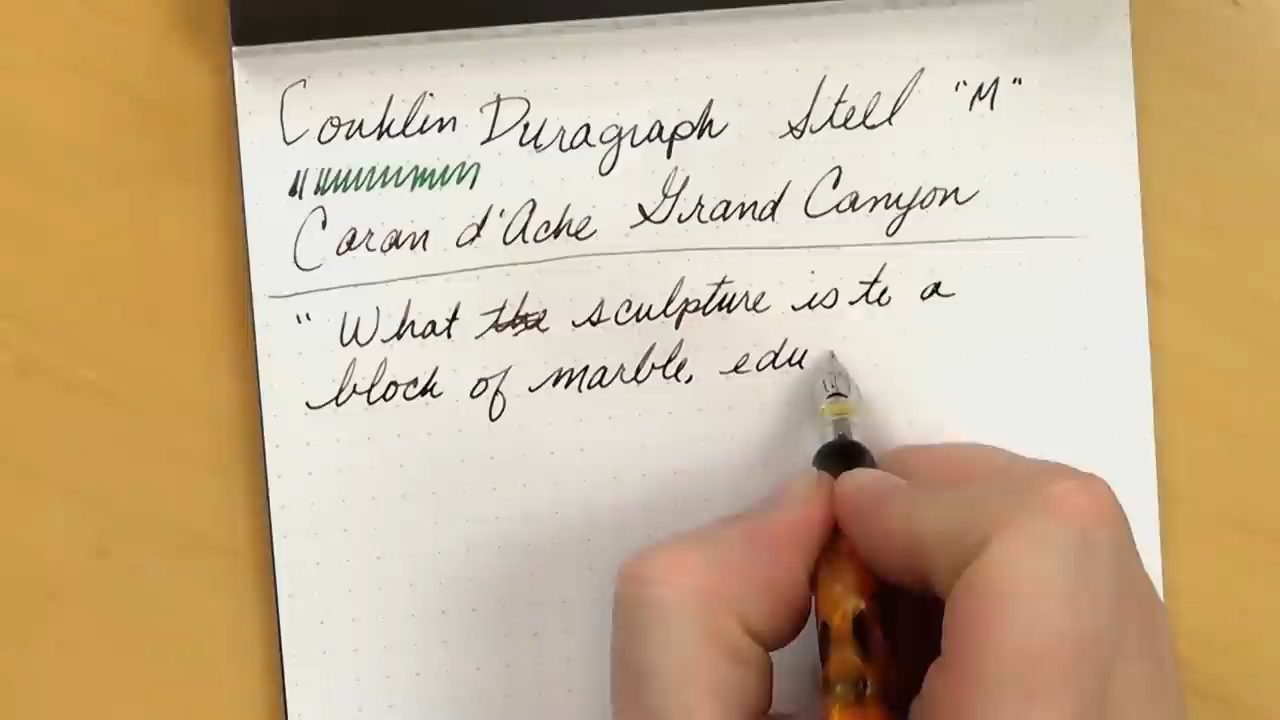 Conklin Duragraph Steel "M"
Caran d'Ache Grand Canyon
"What the sculpture is to a
block of marble, edu